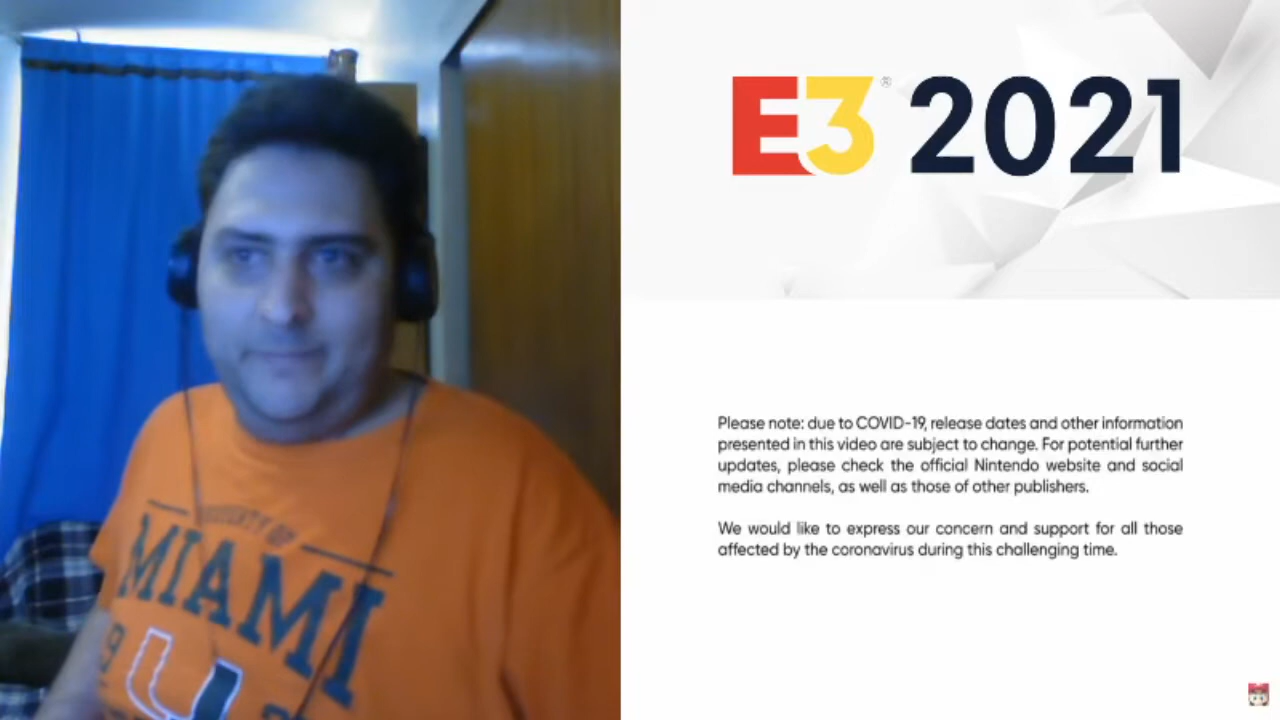 PROPERTY OF
MIAMI
19
U
E3® 2021
Please note: due to COVID-19, release dates and other information
presented in this video are subject to change. For potential further
updates, please check the official Nintendo website and social
media channels, as well as those of other publishers.
We would like to express our concern and support for all those
affected by the coronavirus during this challenging time.